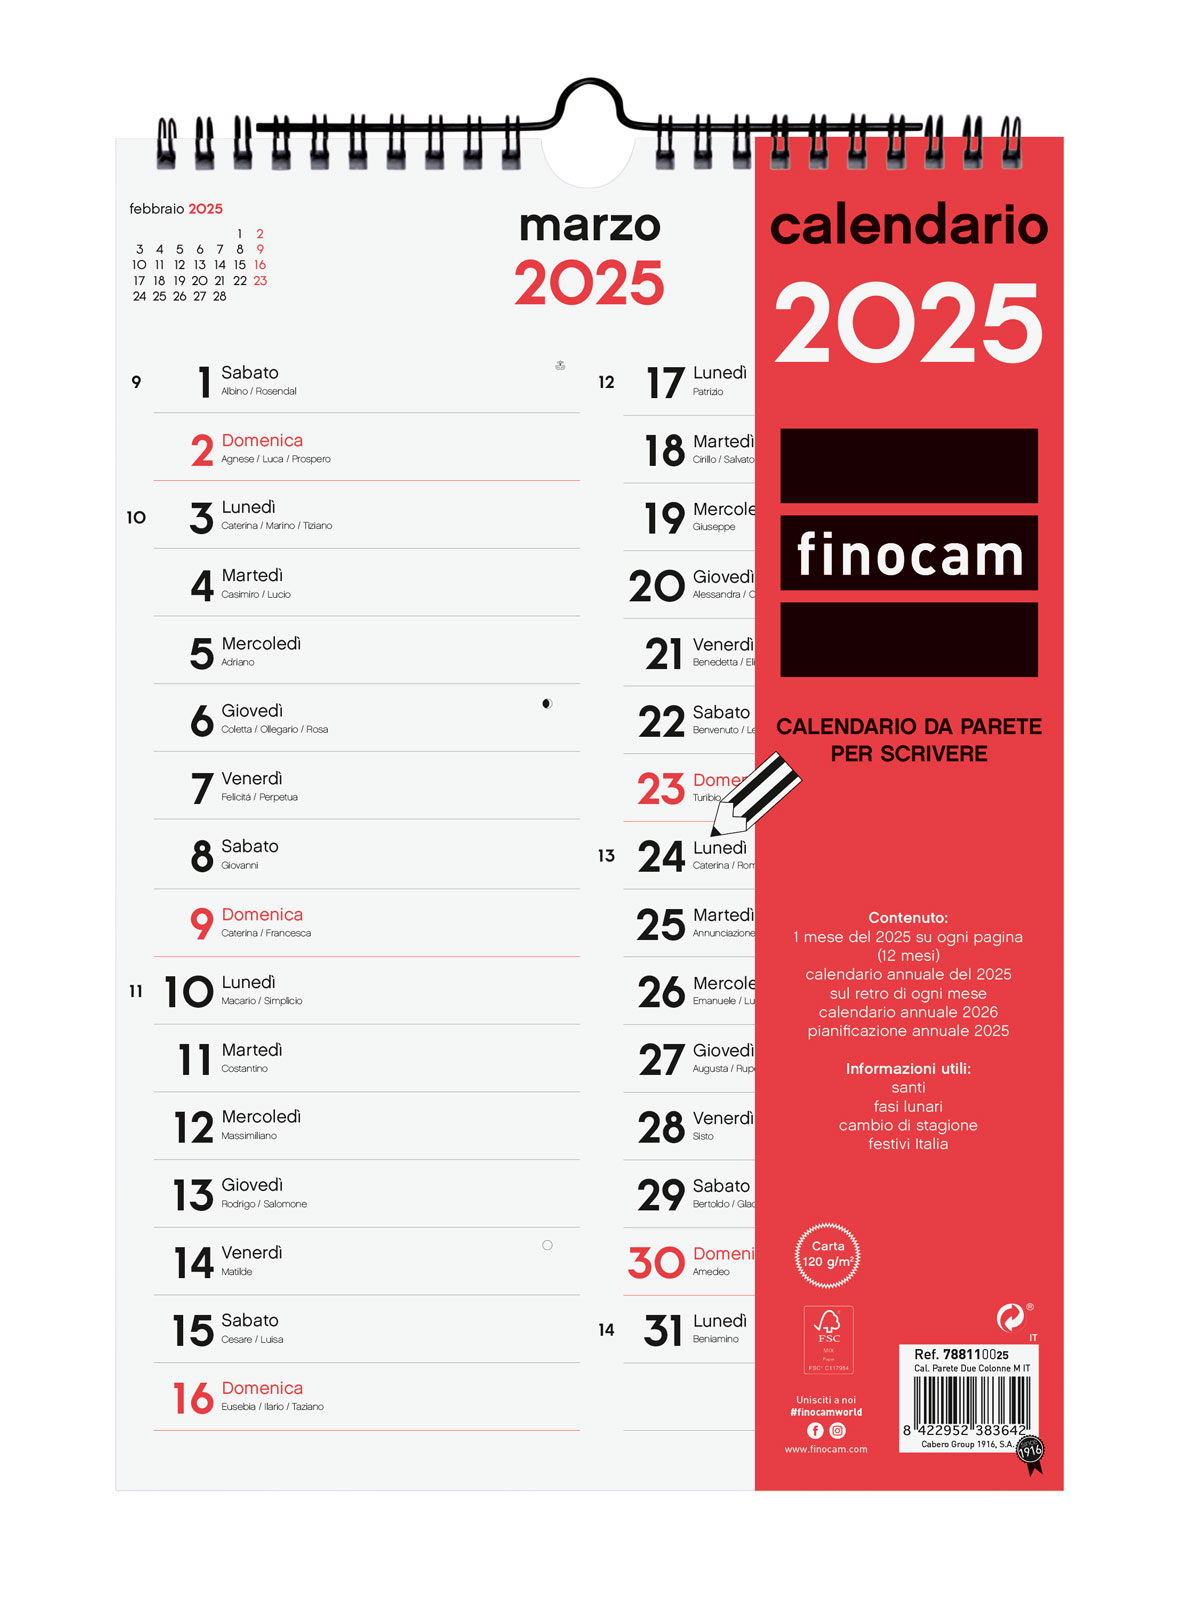 febbraio 2025
1 2
3 4 5 6 7 8 9
10 11 12 13 14 15 16
17 18 19 20 21 22 23
24 25 26 27 28
marzo
2025
9
1 Sabato
Albino / Rosendal
2 Domenica
Agnese / Luca / Prospero
10
3 Lunedì
Caterina / Marino / Tiziano
4 Martedì
Casimiro / Lucio
5 Mercoledì
Adriano
6 Giovedì
Coletta / Ollegario / Rosa
7 Venerdì
Felicitá / Perpetua
8 Sabato
Giovanni
9 Domenica
Caterina / Francesca
11
10 Lunedì
Macario / Simplicio
11 Martedì
Costantino
12 Mercoledì
Massimiliano
13 Giovedì
Rodrigo / Salomone
14 Venerdì
Matilde
15 Sabato
Cesare / Luisa
16 Domenica
Eusebia / Ilario / Taziano
12
17 Lunedì
Patrizio
18 Martedì
Cirillo / Salvato
19 Mercole
Giuseppe
20 Giovedì
Alessandra /
21 Venerdì
Benedetta / Eli
22 Sabato
Benvenuto / Le
23 Dome
Turibio
13
24 Lunedì
Caterina / Rom
25 Martedì
Annunciazione
26 Mercole
Emanuele / Lu
27 Giovedì
Augusta / Rup
28 Venerdì
Sisto
29 Sabato
Bertoldo / Glad
30 Domeni
Amedeo
14
31 Lunedì
Beniamino
calendario
2025
finocam
CALENDARIO DA PARETE
PER SCRIVERE
Contenuto:
1 mese del 2025 su ogni pagina
(12 mesi)
calendario annuale del 2025
sul retro di ogni mese
calendario annuale 2026
pianificazione annuale 2025
Informazioni utili:
santi
fasi lunari
cambio di stagione
festivi Italia
Carta
120 g/m²
FSC
MIX
Paper
FSC® C117984
®
IT
Ref. 788110025
Cal. Parete Due Colonne M IT
8 422952 383642
Cabero Group 1916, S.A.
1916
Unisciti a noi
#finocamworld
www.finocam.com